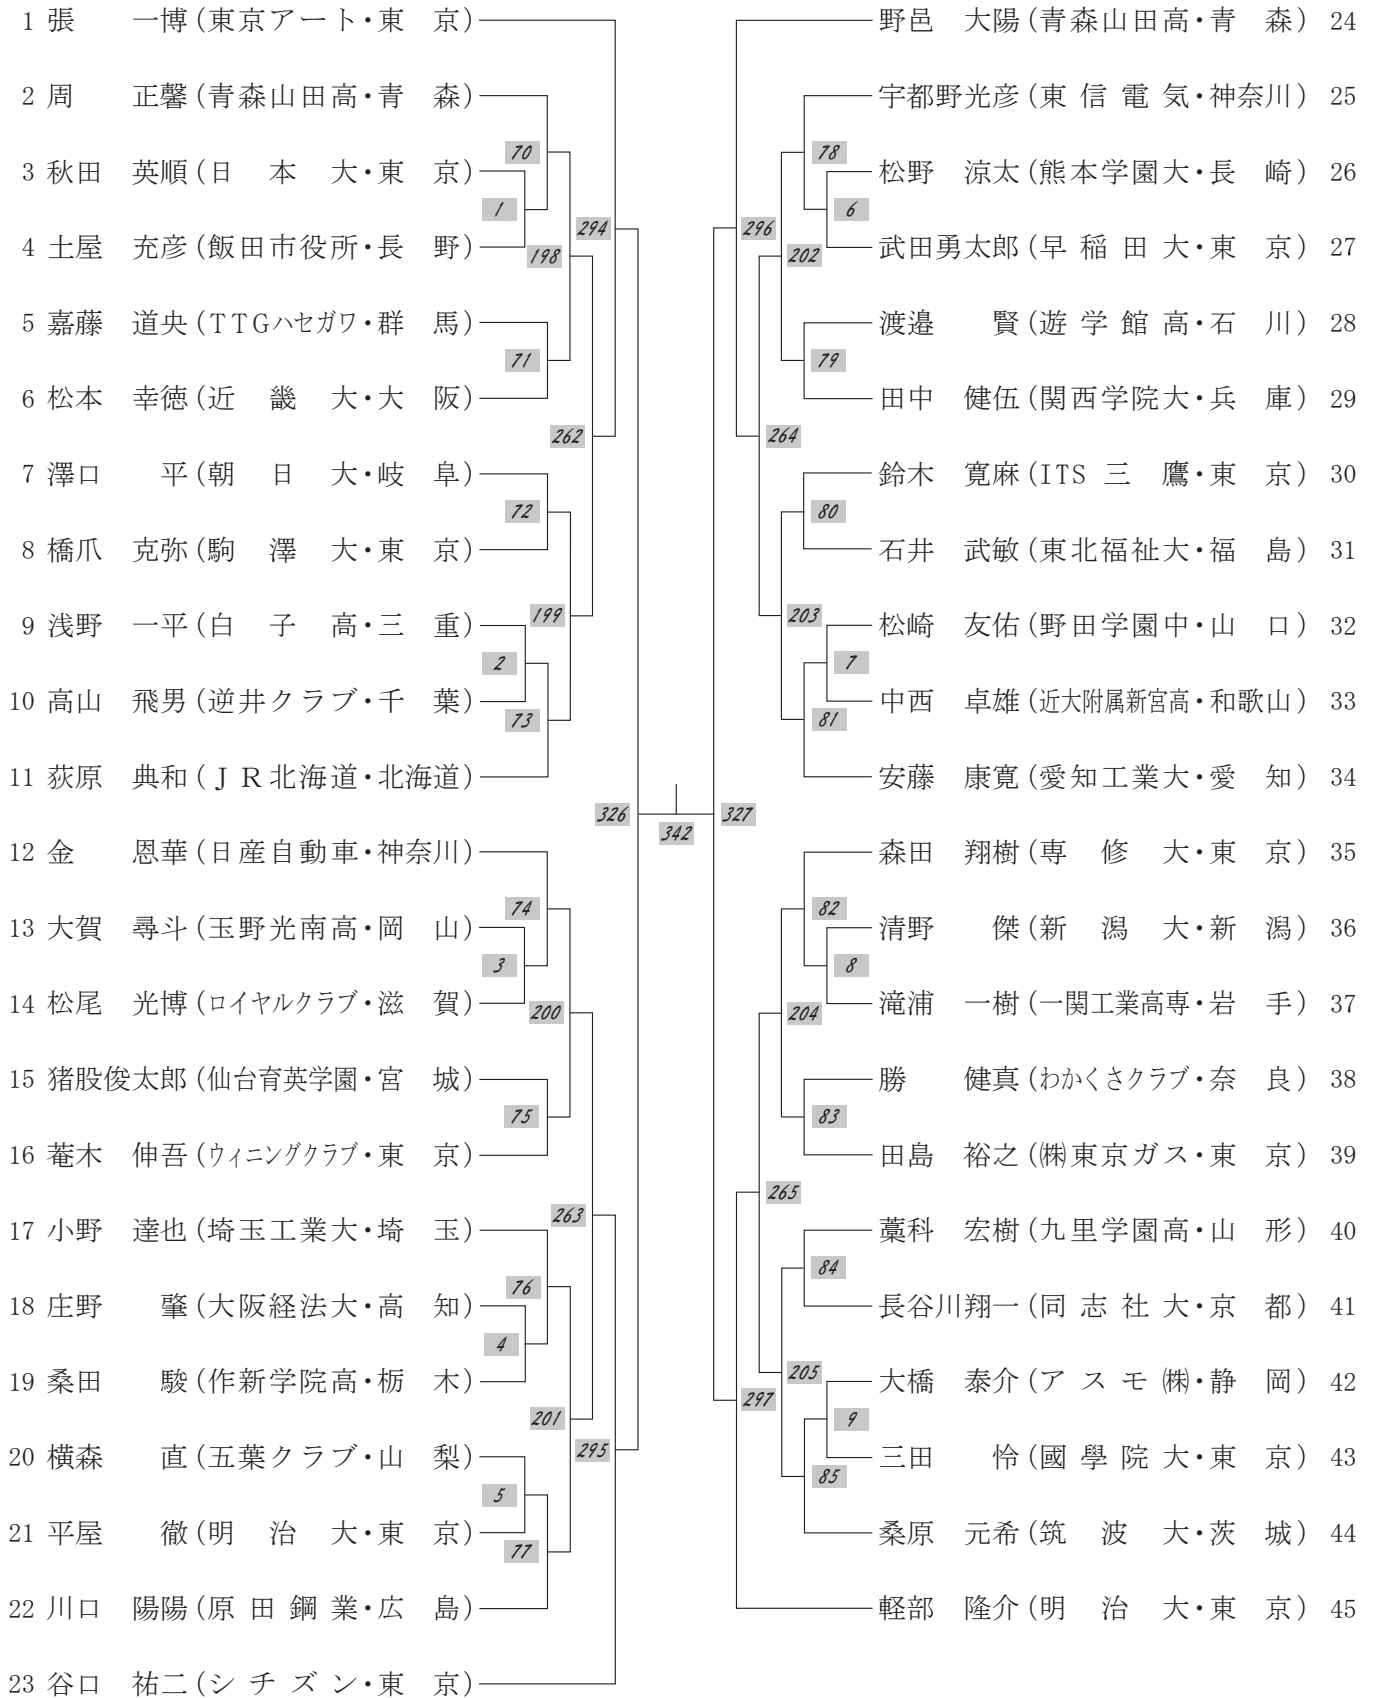 1 張　　一博(東京アート・東　京)
2 周　　正馨(青森山田高・青　森)
70
3 秋田　英順(日　本　大・東　京)
1
294
4 土屋　充彦(飯田市役所・長　野)
198
5 嘉藤　道央(TTGハセガワ・群　馬)
71
6 松本　幸徳(近　畿　大・大　阪)
262
7 澤口　　平(朝　日　大・岐　阜)
72
8 橋爪　克弥(駒　澤　大・東　京)
199
9 浅野　一平(白　子　高・三　重)
2
10 高山　飛男(逆井クラブ・千　葉)
73
11 荻原　典和(ＪＲ北海道・北海道)
326
342
12 金　　恩華(日産自動車・神奈川)
74
13 大賀　尋斗(玉野光南高・岡　山)
3
14 松尾　光博(ロイヤルクラブ・滋　賀)
200
15 猪股俊太郎(仙台育英学園・宮　城)
75
16 菴木　伸吾(ウィニングクラブ・東　京)
263
17 小野　達也(埼玉工業大・埼　玉)
76
18 庄野　　肇(大阪経法大・高　知)
4
19 桑田　　駿(作新学院高・栃　木)
201
295
20 横森　　直(五葉クラブ・山　梨)
5
21 平屋　　徹(明　治　大・東　京)
77
22 川口　陽陽(原田鋼業・広　島)
23 谷口　祐二(シチズン・東　京)
野邑　大陽(青森山田高・青　森) 24
宇都野光彦(東信電気・神奈川) 25
78
松野　涼太(熊本学園大・長　崎) 26
6
296
武田勇太郎(早稲田大・東　京) 27
202
渡邉　　賢(遊学館高・石　川) 28
79
田中　健伍(関西学院大・兵　庫) 29
264
鈴木　寛麻(ITS三　鷹・東　京) 30
80
石井　武敏(東北福祉大・福　島) 31
203
松崎　友佑(野田学園中・山　口) 32
7
中西　卓雄(近大附属新宮高・和歌山) 33
81
安藤　康寛(愛知工業大・愛　知) 34
327
森田　翔樹(専　修　大・東　京) 35
82
清野　　傑(新　潟　大・新　潟) 36
8
滝浦　一樹(一関工業高専・岩　手) 37
204
勝　　健真(わかくさクラブ・奈　良) 38
83
田島　裕之(㈱東京ガス・東　京) 39
265
藁科　宏樹(九里学園高・山　形) 40
84
長谷川翔一(同志社大・京　都) 41
205
大橋　泰介(アスモ㈱・静　岡) 42
297
9
三田　　怜(國學院大・東　京) 43
85
桑原　元希(筑　波　大・茨　城) 44
軽部　隆介(明　治　大・東　京) 45